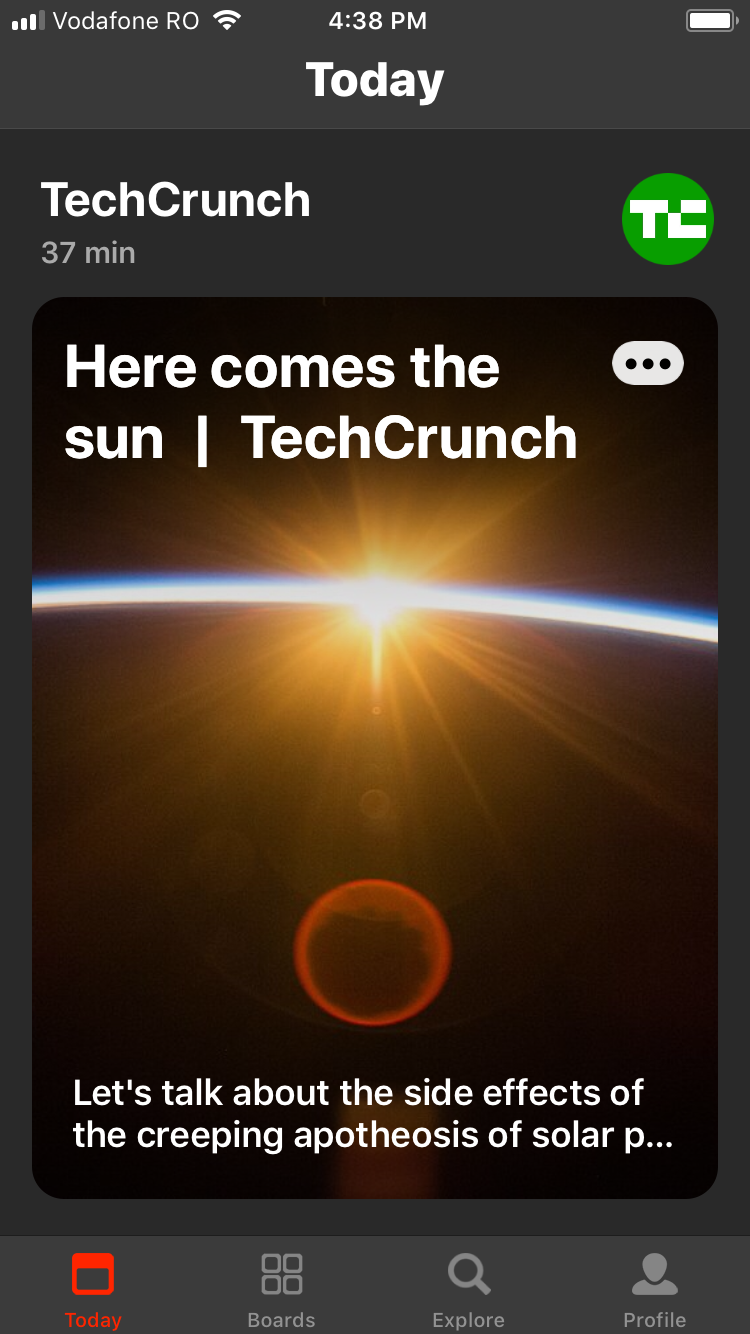 Vodafone RO 4:38 PM
Today
TechCrunch
37 min
TC
Here comes the
sun | TechCrunch
Let's talk about the side effects of
the creeping apotheosis of solar p...
Today Boards Explore Profile